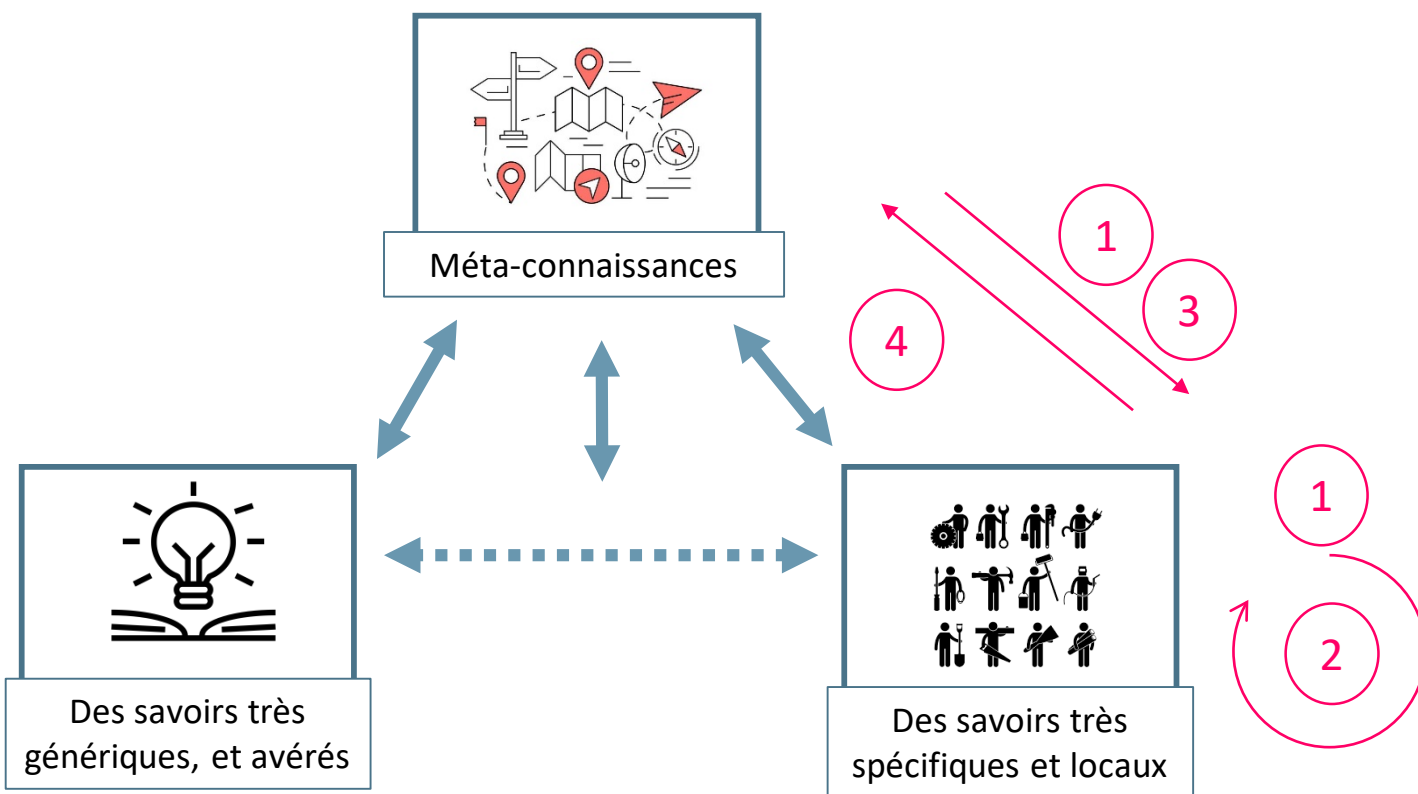 Méta-connaissances
1
3
4
1
2
Des savoirs très
génériques, et avérés
Des savoirs très
spécifiques et locaux